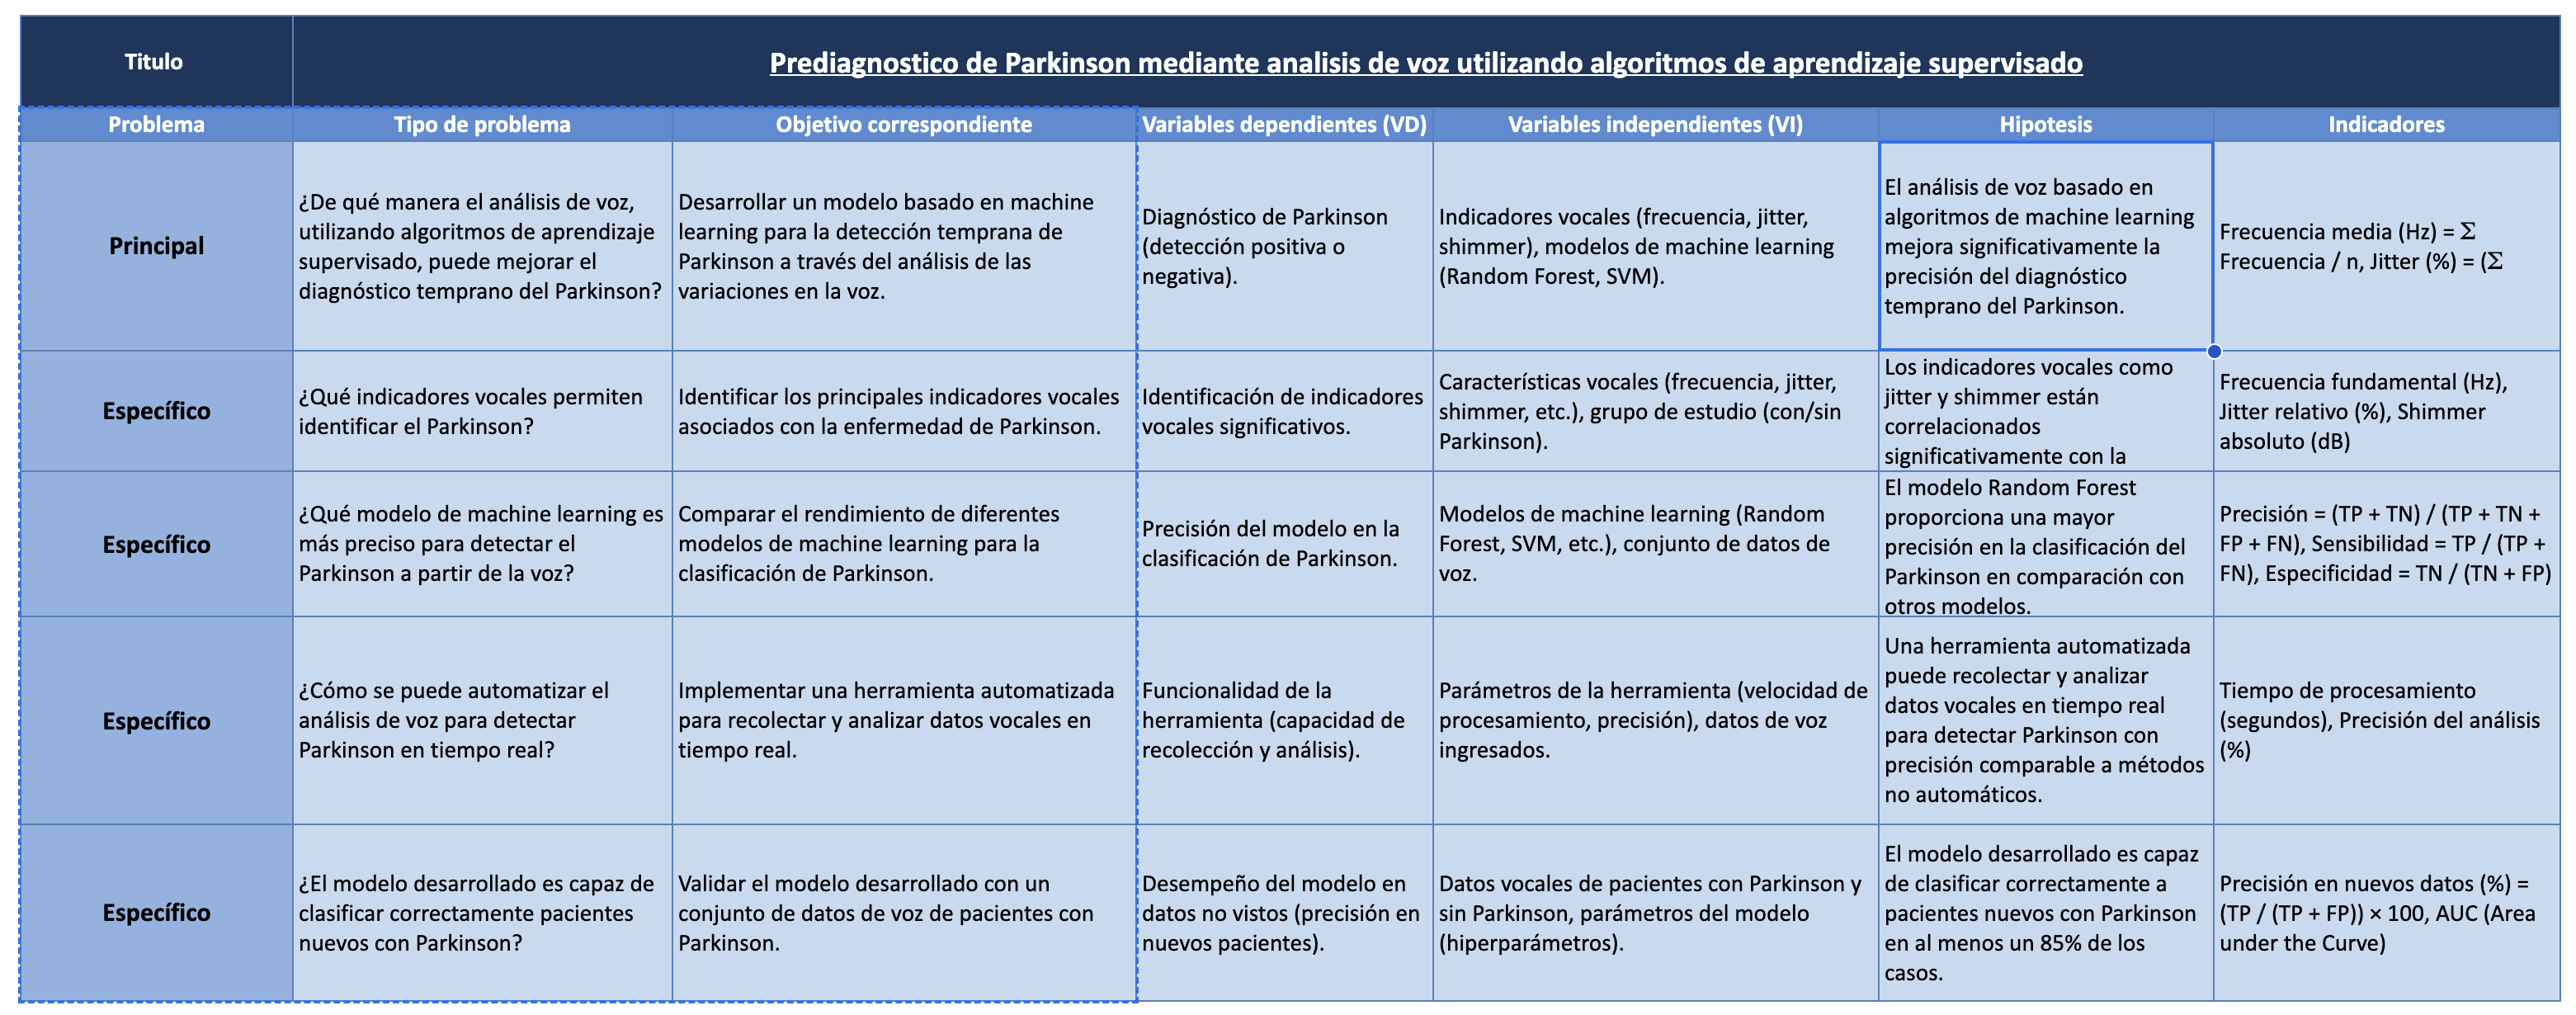 Titulo
Prediagnostico de Parkinson mediante analisis de voz utilizando algoritmos de aprendizaje supervisado
Problema
Tipo de problema
Objetivo correspondiente
Variables dependientes (VD)
Variables independientes (VI)
Hipotesis
Indicadores
Principal
¿De qué manera el análisis de voz,
utilizando algoritmos de aprendizaje
supervisado, puede mejorar el
diagnóstico temprano del Parkinson?
Desarrollar un modelo basado en machine
learning para la detección temprana de
Parkinson a través del análisis de las
variaciones en la voz.
Diagnóstico de Parkinson
(detección positiva o
negativa).
Indicadores vocales (frecuencia, jitter,
shimmer), modelos de machine learning
(Random Forest, SVM).
El análisis de voz basado en
algoritmos de machine learning
mejora significativamente la
precisión del diagnóstico
temprano del Parkinson.
Frecuencia media (Hz) = Σ
Frecuencia / n, Jitter (%) = (Σ
Específico
¿Qué indicadores vocales permiten
identificar el Parkinson?
Identificar los principales indicadores vocales
asociados con la enfermedad de Parkinson.
Identificación de indicadores
vocales significativos.
Características vocales (frecuencia, jitter,
shimmer, etc.), grupo de estudio (con/sin
Parkinson).
Los indicadores vocales como
jitter y shimmer están
correlacionados
significativamente con la
Frecuencia fundamental (Hz),
Jitter relativo (%), Shimmer
absoluto (dB)
Específico
¿Qué modelo de machine learning es
más preciso para detectar el
Parkinson a partir de la voz?
Comparar el rendimiento de diferentes
modelos de machine learning para la
clasificación de Parkinson.
Precisión del modelo en la
clasificación de Parkinson.
Modelos de machine learning (Random
Forest, SVM, etc.), conjunto de datos de
voz.
El modelo Random Forest
proporciona una mayor
precisión en la clasificación del
Parkinson en comparación con
otros modelos.
Precisión = (TP + TN) / (TP + TN +
FP + FN), Sensibilidad = TP / (TP +
FN), Especificidad = TN / (TN + FP)
Específico
¿Cómo se puede automatizar el
análisis de voz para detectar
Parkinson en tiempo real?
Implementar una herramienta automatizada
para recolectar y analizar datos vocales en
tiempo real.
Funcionalidad de la
herramienta (capacidad de
recolección y análisis).
Parámetros de la herramienta (velocidad de
procesamiento, precisión), datos de voz
ingresados.
Una herramienta automatizada
puede recolectar y analizar
datos vocales en tiempo real
para detectar Parkinson con
precisión comparable a métodos
no automáticos.
Tiempo de procesamiento
(segundos), Precisión del análisis
(%)
Específico
¿El modelo desarrollado es capaz de
clasificar correctamente pacientes
nuevos con Parkinson?
Validar el modelo desarrollado con un
conjunto de datos de voz de pacientes con
Parkinson.
Desempeño del modelo en
datos no vistos (precisión en
nuevos pacientes).
Datos vocales de pacientes con Parkinson y
sin Parkinson, parámetros del modelo
(hiperparámetros).
El modelo desarrollado es capaz
de clasificar correctamente a
pacientes nuevos con Parkinson
en al menos un 85% de los
casos.
Precisión en nuevos datos (%) =
(TP / (TP + FP)) × 100, AUC (Area
under the Curve)